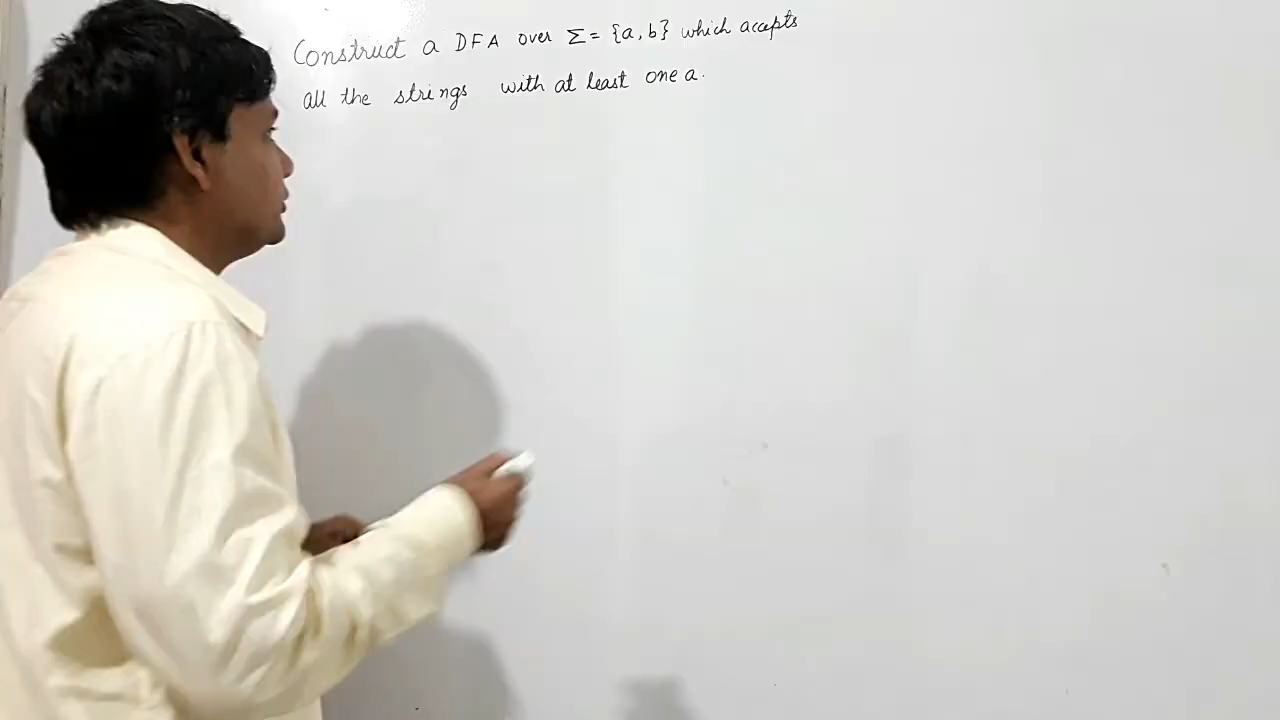 Construct a DFA over Σ = {a, b} which accepts
all the strings with at least one a.